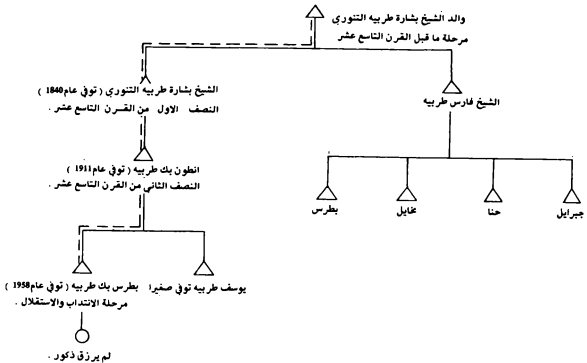 والد الشيخ بشارة طربيه التنوري
مرحلة ما قبل القرن التاسع عشر
الشيخ بشارة طربيه التنوري ( توفي عام 1840 )
النصف الاول من القرن التاسع عشر .
الشيخ فارس طربيه
انطون بك طربيه ( توفي عام 1911 )
النصف الثاني من القرن التاسع عشر .
جبرايل
حنا
مخايل
بطرس
يوسف طربيه توفي صغيرا
بطرس بك طربيه ( توفي عام 1958 )
مرحلة الانتداب والاستقلال .
لم يرزق ذكور .